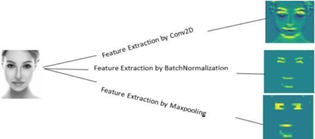 Feature Extraction by Conv2D
Feature Extraction by BatchNormalization
Feature Extraction by Maxpooling